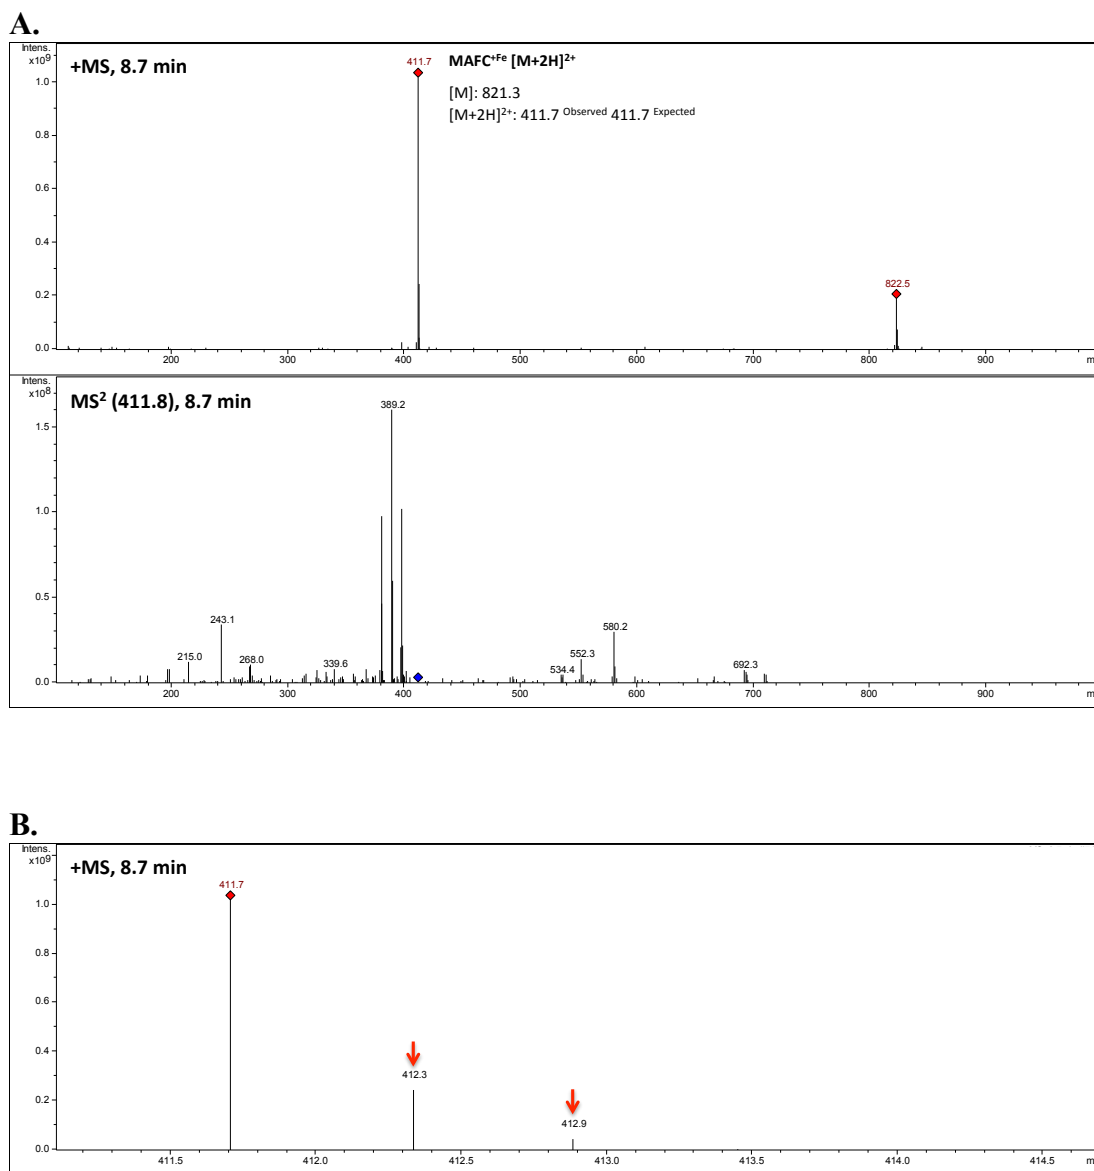 A.
Intens.
x10⁹
+MS, 8.7 min
411.7
MAFC⁺ᶠᵉ [M+2H]²⁺
[M]: 821.3
[M+2H]²⁺: 411.7 Observed 411.7 Expected
822.5
1.0
0.8
0.6
0.4
0.2
0.0
200 300 400 500 600 700 800 900 m
Intens.
x10⁸
MS² (411.8), 8.7 min
389.2
1.5
1.0
0.5
0.0
243.1
215.0
268.0
339.6
580.2
552.3
534.4
692.3
200 300 400 500 600 700 800 900 m
B.
Intens.
x10⁹
+MS, 8.7 min
411.7
1.0
0.8
0.6
0.4
0.2
0.0
412.3
412.9
411.5 412.0 412.5 413.0 413.5 414.0 414.5 m